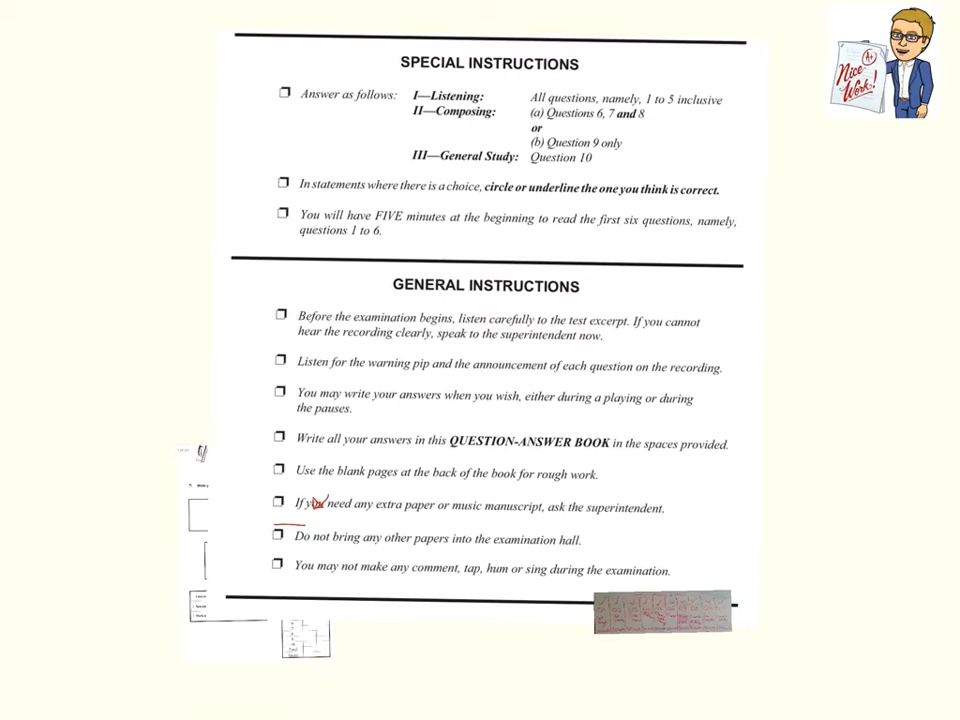 Nice
Work!
A+
SPECIAL INSTRUCTIONS
Answer as follows: I—Listening: All questions, namely, 1 to 5 inclusive
II—Composing: (a) Questions 6, 7 and 8
or
(b) Question 9 only
III—General Study: Question 10
In statements where there is a choice, circle or underline the one you think is correct.
You will have FIVE minutes at the beginning to read the first six questions, namely,
questions 1 to 6.
GENERAL INSTRUCTIONS
Before the examination begins, listen carefully to the test excerpt. If you cannot
hear the recording clearly, speak to the superintendent now.
Listen for the warning pip and the announcement of each question on the recording.
You may write your answers when you wish, either during a playing or during
the pauses.
Write all your answers in this QUESTION-ANSWER BOOK in the spaces provided.
Use the blank pages at the back of the book for rough work.
If you need any extra paper or music manuscript, ask the superintendent.
Do not bring any other papers into the examination hall.
You may not make any comment, tap, hum or sing during the examination.